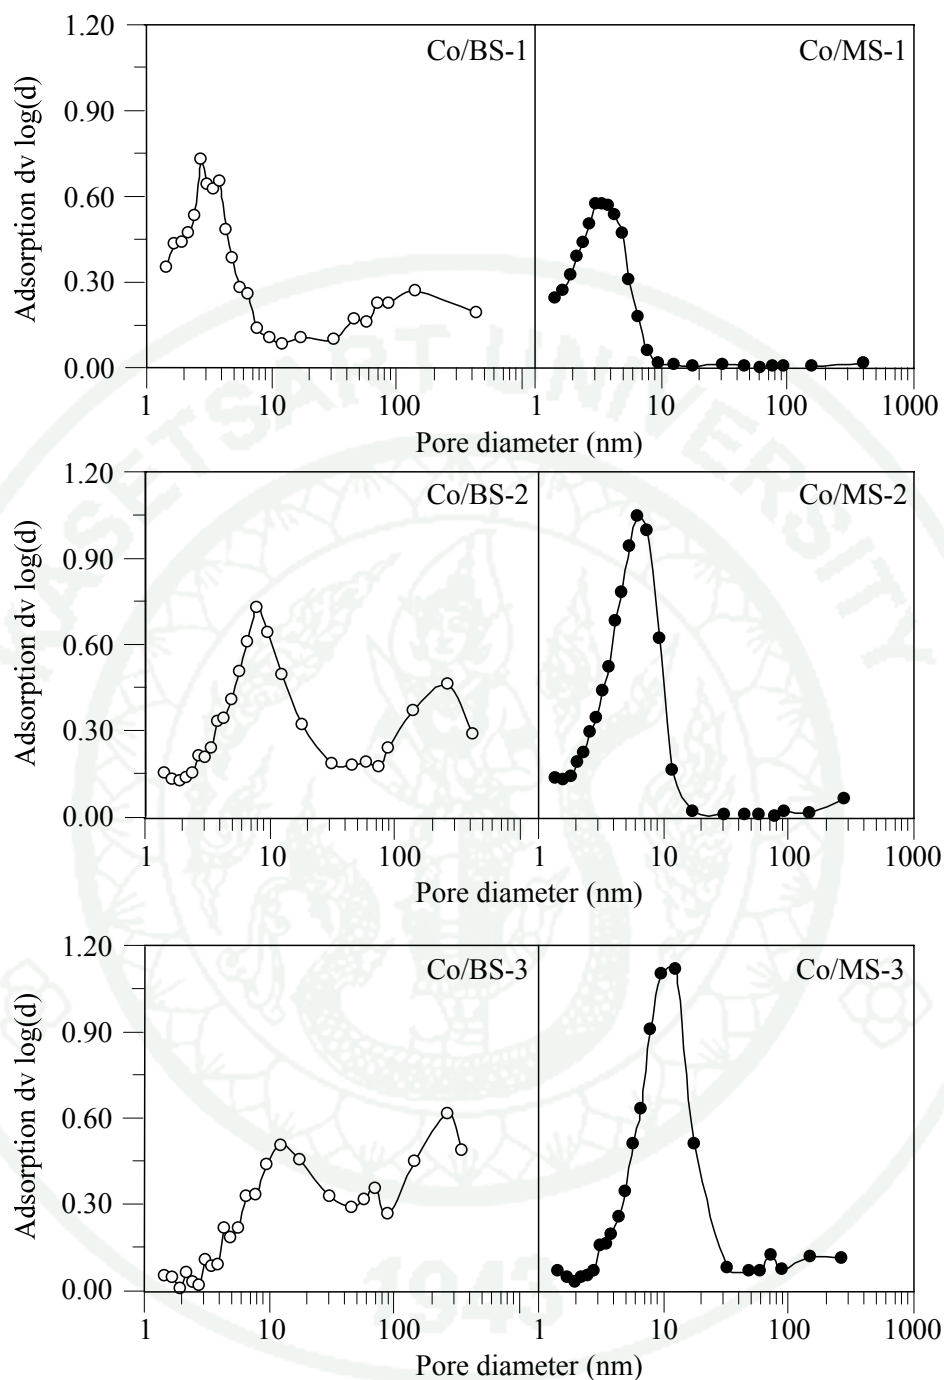 1.20
Co/BS-1
Co/MS-1
0.90
0.60
0.30
0.00
Adsorption dv log(d)
1 10 100 1 10 100 1000
Pore diameter (nm)
1.20
Co/BS-2
Co/MS-2
0.90
0.60
0.30
0.00
Adsorption dv log(d)
1 10 100 1 10 100 1000
Pore diameter (nm)
1.20
Co/BS-3
Co/MS-3
0.90
0.60
0.30
0.00
Adsorption dv log(d)
1 10 100 1 10 100 1000
Pore diameter (nm)
KASETSART UNIVERSITY
1943